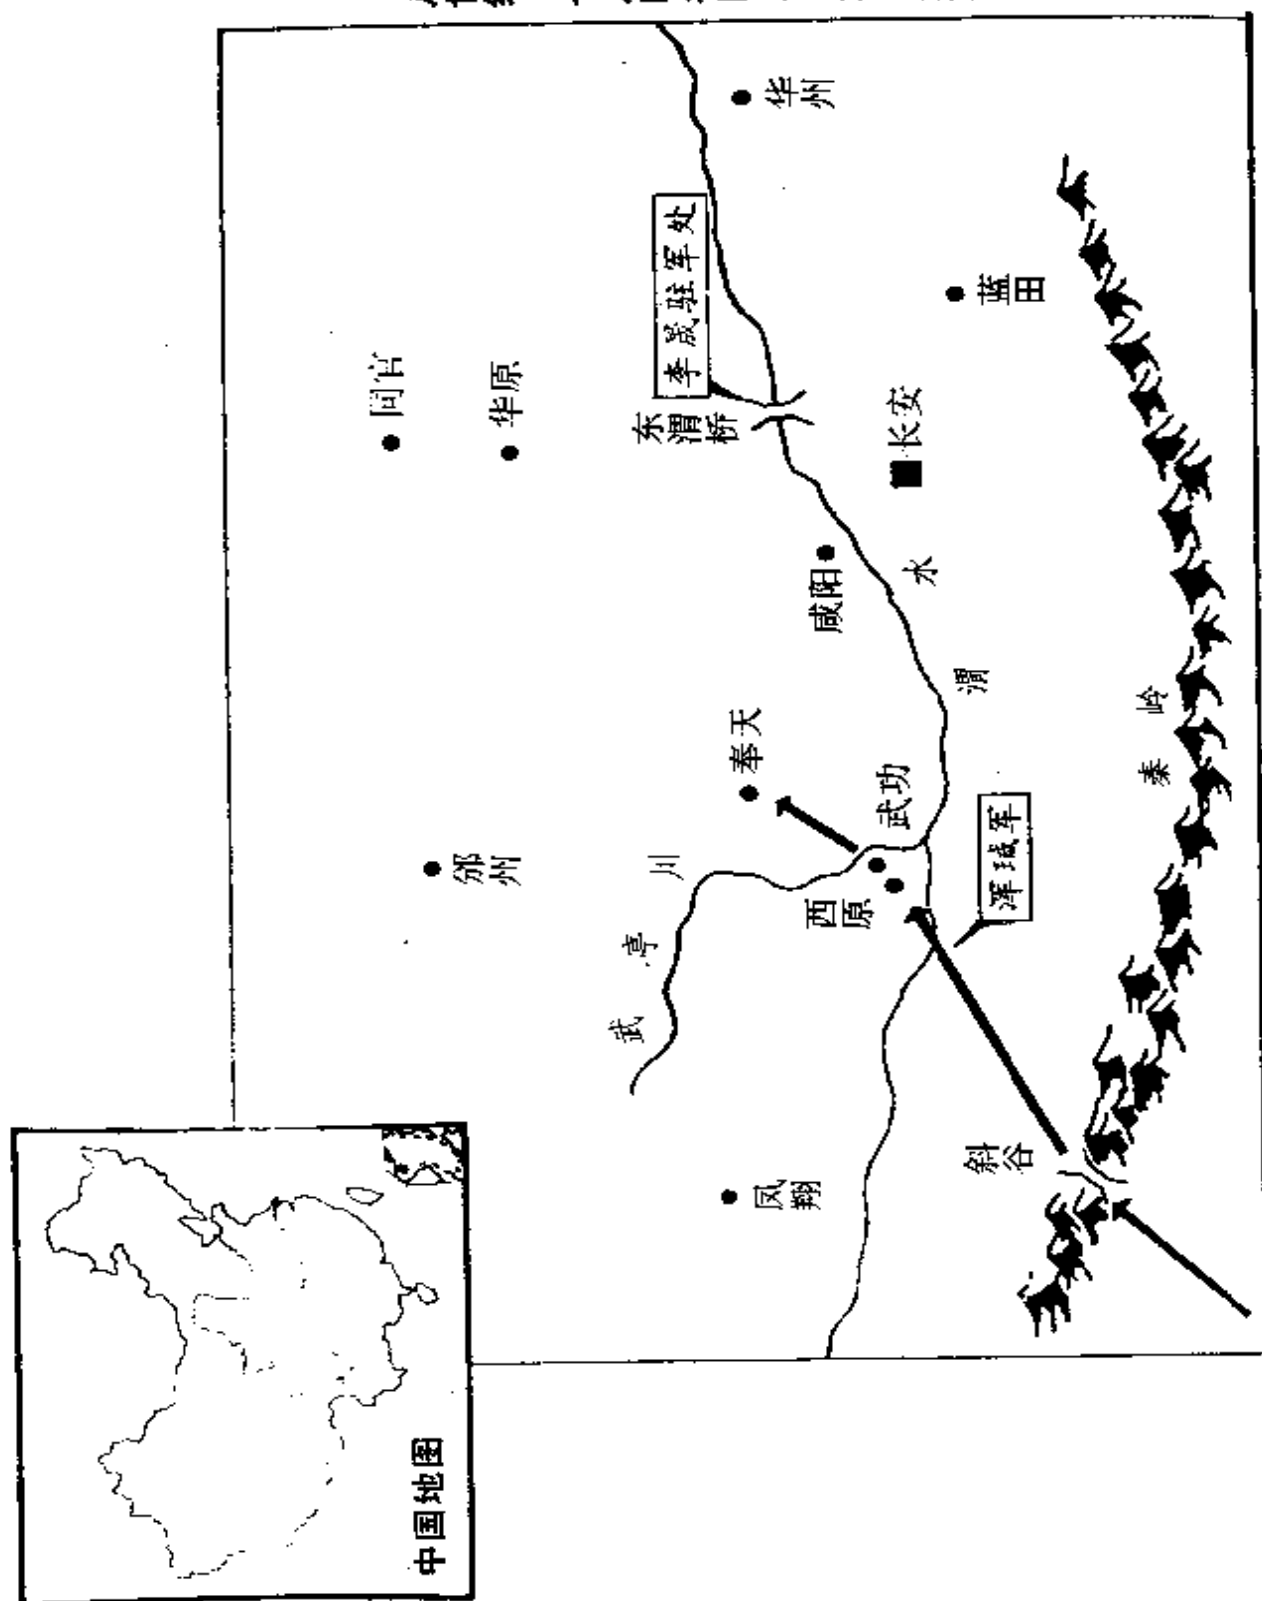 华州
李晟驻军处
蓝田
同官
华原
东渭桥
长安
咸阳
渭水
奉天
武功
邠州
武亭川
西原
浑瑊军
秦岭
斜谷
凤翔
中国地图